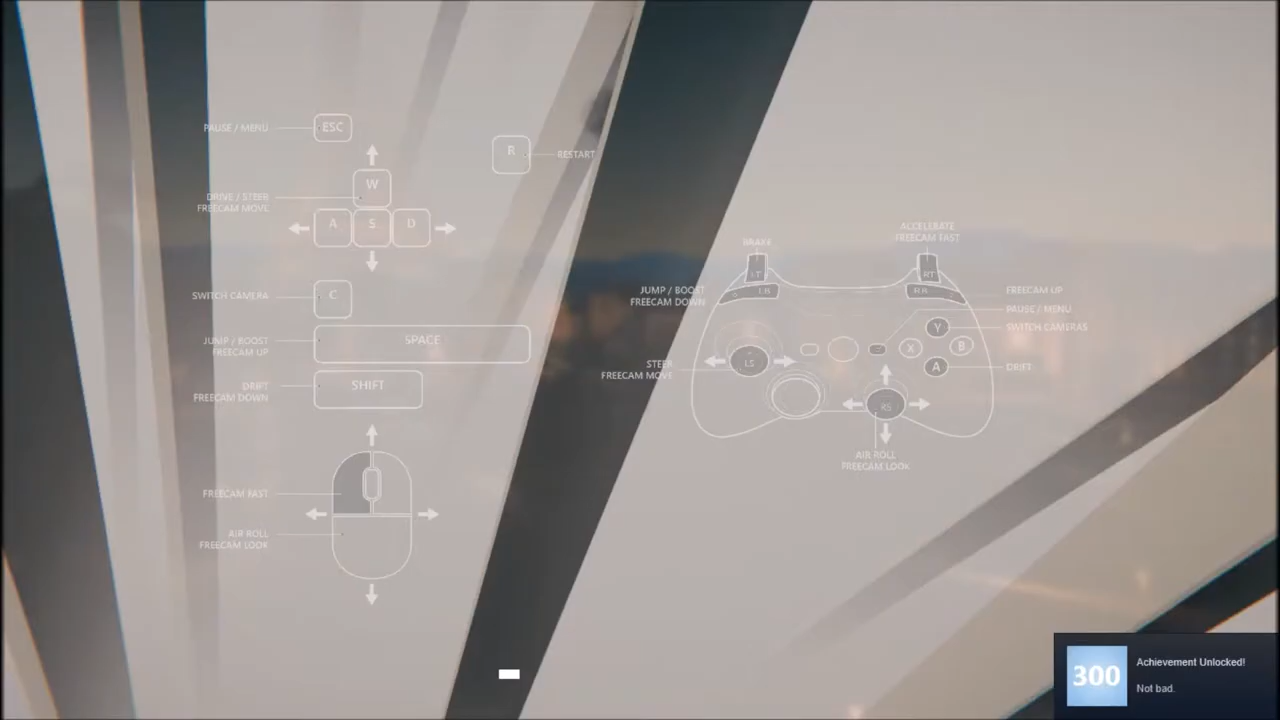 PAUSE / MENU
ESC
R
RESTART
W
DRIVE / STEER
FREECAM MOVE
A
S
D
SWITCH CAMERA
C
JUMP / BOOST
FREECAM UP
SPACE
DRIFT
FREECAM DOWN
SHIFT
FREECAM FAST
AIR ROLL
FREECAM LOOK
BRAKE
ACCELERATE
FREECAM FAST
LT
RT
JUMP / BOOST
FREECAM DOWN
LB
FREECAM UP
PAUSE / MENU
Y
SWITCH CAMERAS
X
B
STEER
FREECAM MOVE
LS
A
DRIFT
RS
AIR ROLL
FREECAM LOOK
300
Achievement Unlocked!
Not bad.